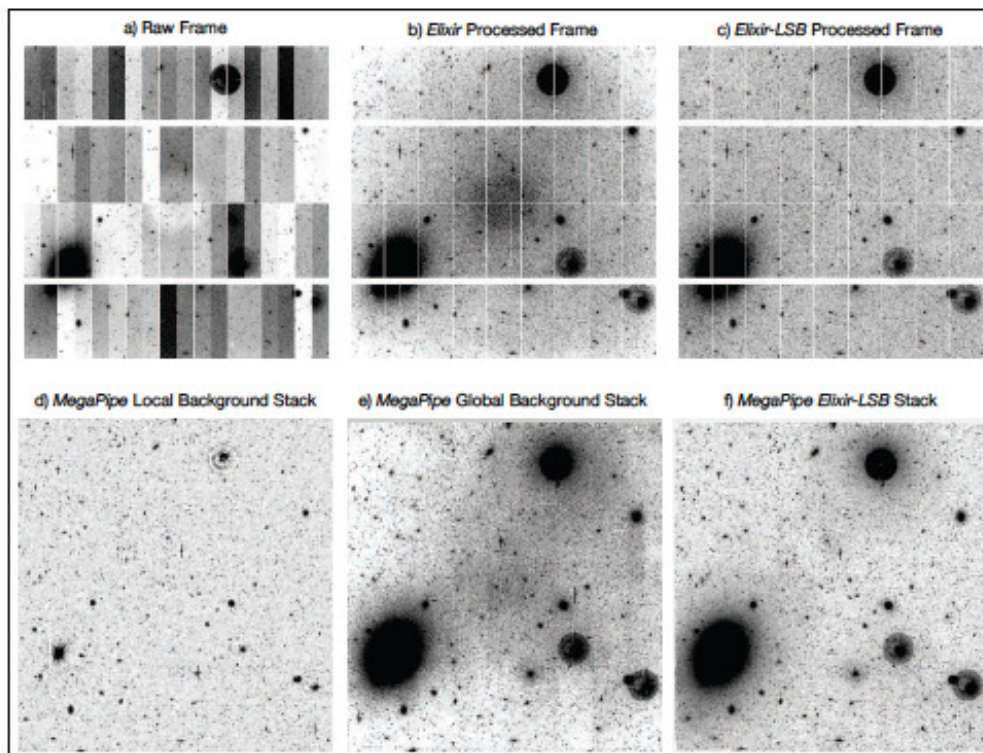 a) Raw Frame
b) Elixir Processed Frame
c) Elixir-LSB Processed Frame
d) MegaPipe Local Background Stack
e) MegaPipe Global Background Stack
f) MegaPipe Elixir-LSB Stack